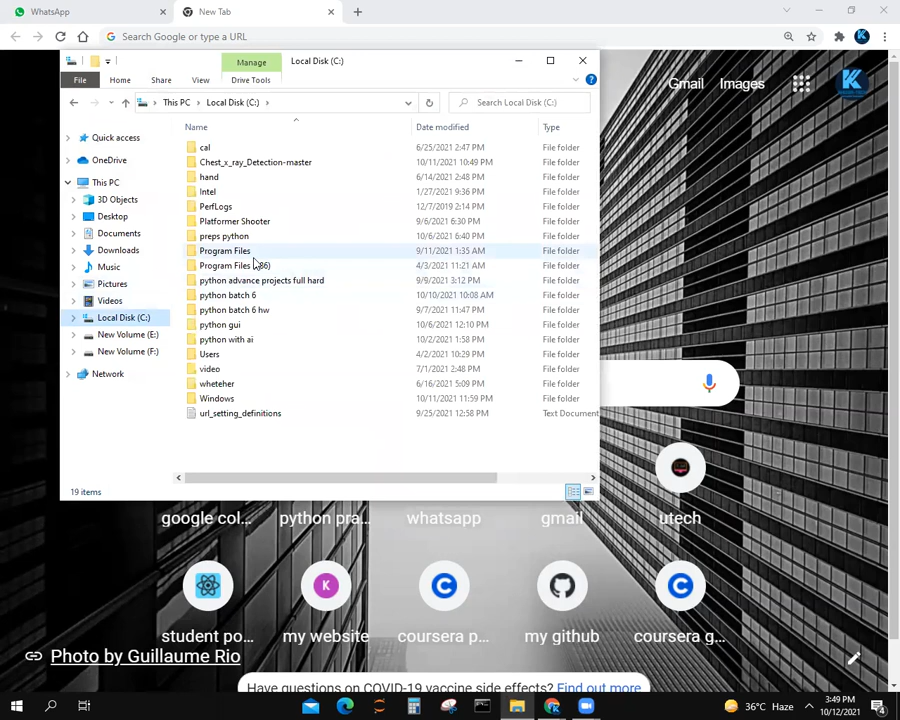 WhatsApp
New Tab
Search Google or type a URL
Gmail
Images
Manage
Local Disk (C:)
File
Home
Share
View
Drive Tools
This PC
Local Disk (C:)
Search Local Disk (C:)
Name
Date modified
Type
Quick access
OneDrive
This PC
3D Objects
Desktop
Documents
Downloads
Music
Pictures
Videos
Local Disk (C:)
New Volume (E:)
New Volume (F:)
Network
cal 6/25/2021 2:47 PM File folder
Chest_x_ray_Detection-master 10/11/2021 10:49 PM File folder
hand 6/14/2021 2:48 PM File folder
Intel 1/27/2021 9:36 PM File folder
PerfLogs 12/7/2019 2:14 PM File folder
Platformer Shooter 9/6/2021 6:30 PM File folder
preps python 10/6/2021 6:40 PM File folder
Program Files 9/11/2021 1:35 AM File folder
Program Files (x86) 4/3/2021 11:21 AM File folder
python advance projects full hard 9/9/2021 3:12 PM File folder
python batch 6 10/10/2021 10:08 AM File folder
python batch 6 hw 9/7/2021 11:47 PM File folder
python gui 10/6/2021 12:10 PM File folder
python with ai 10/2/2021 1:58 PM File folder
Users 4/2/2021 10:29 PM File folder
video 7/1/2021 2:48 PM File folder
wheteher 6/16/2021 5:09 PM File folder
Windows 10/11/2021 11:59 PM File folder
url_setting_definitions 9/25/2021 12:58 PM Text Document
19 items
google col...
python pra...
whatsapp
gmail
utech
K
student po...
my website
coursera p...
my github
coursera g...
Photo by Guillaume Rio
Have questions on COVID-19 vaccine side effects? Find out more
36°C Haze
3:49 PM
10/12/2021
4